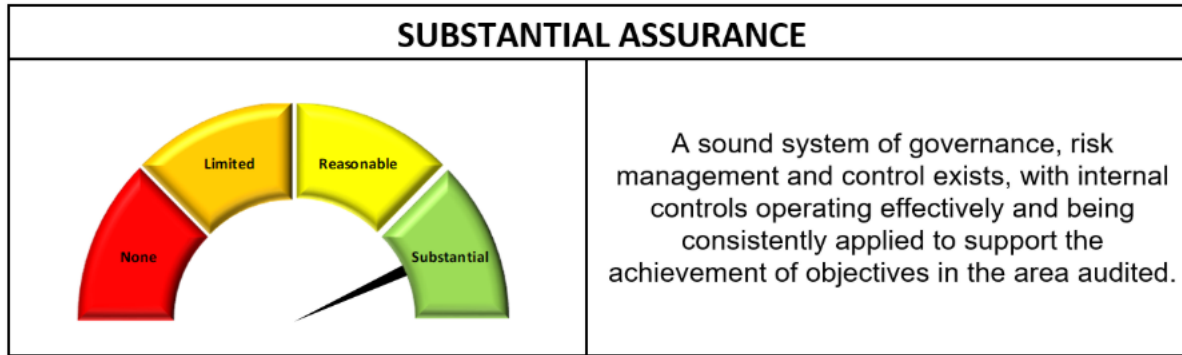 SUBSTANTIAL ASSURANCE
Limited
Reasonable
None
Substantial
A sound system of governance, risk
management and control exists, with internal
controls operating effectively and being
consistently applied to support the
achievement of objectives in the area audited.